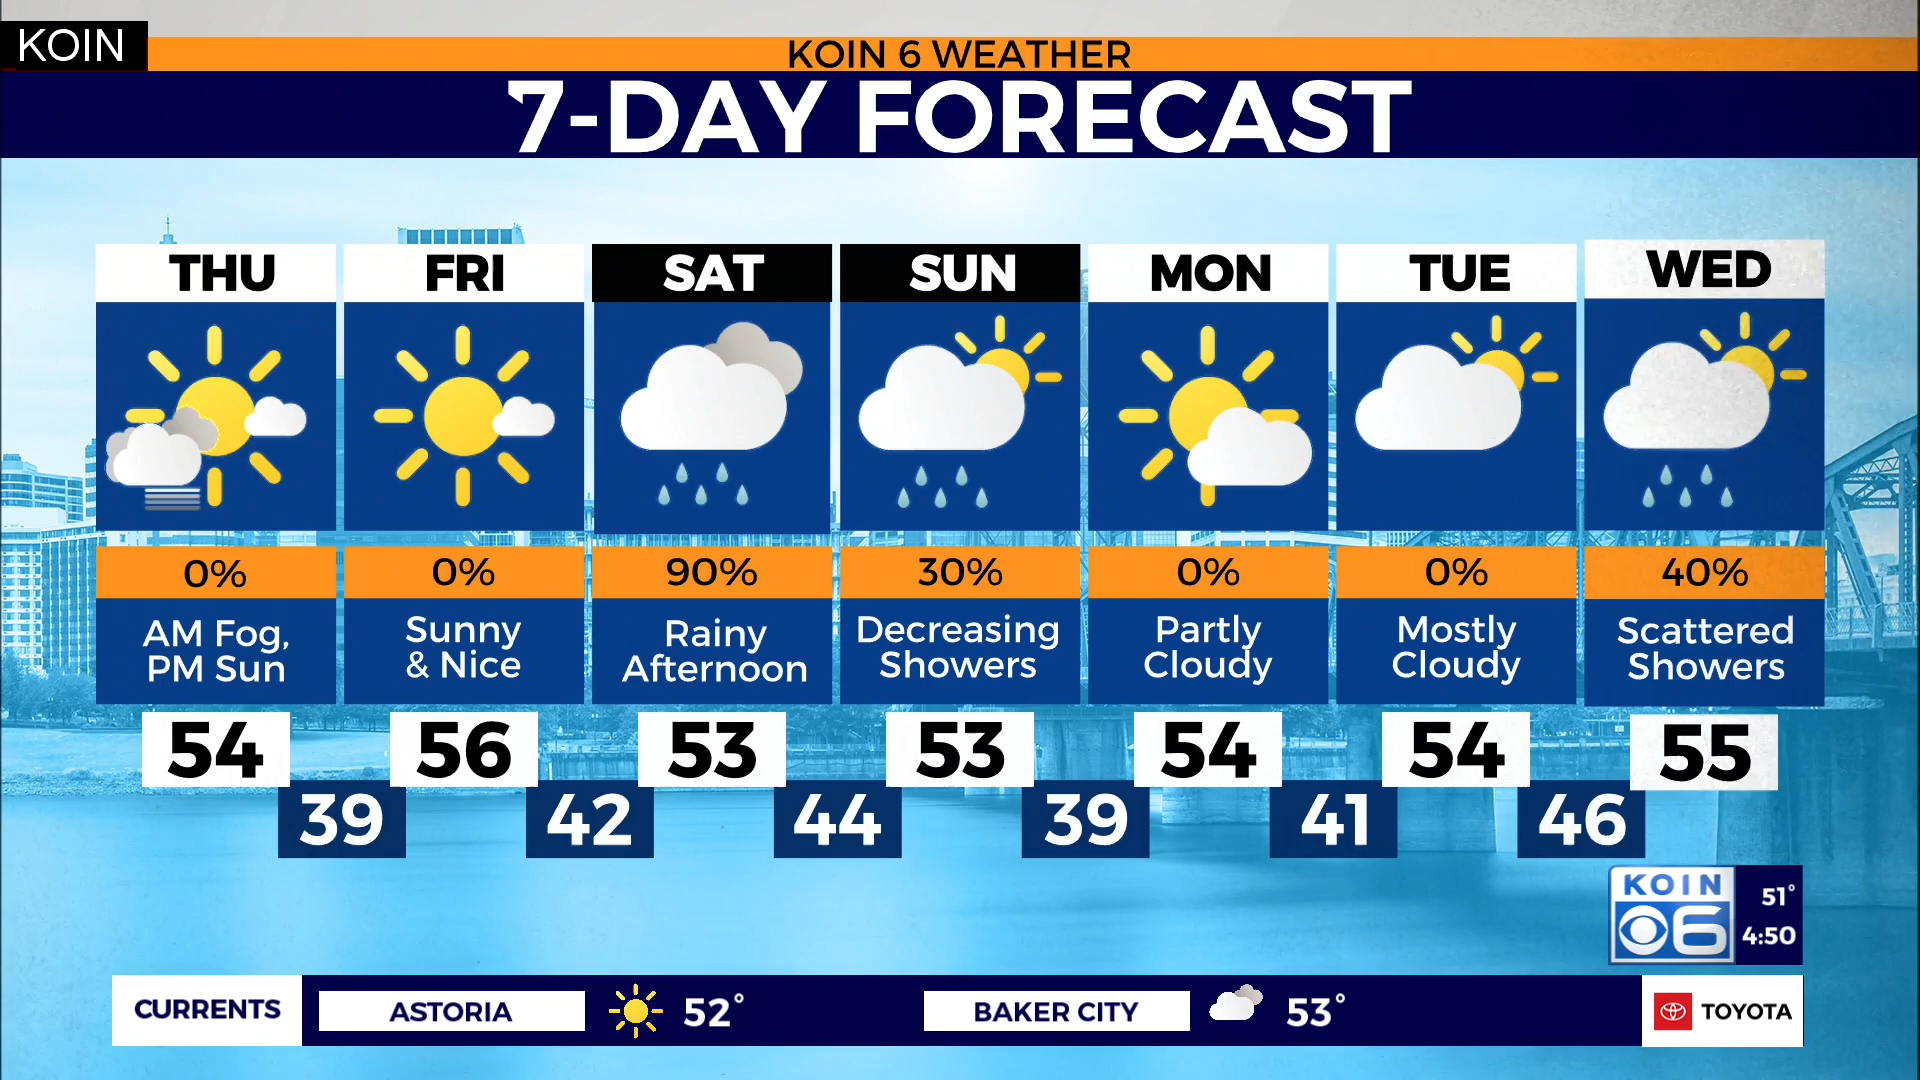 KOIN
KOIN 6 WEATHER
7-DAY FORECAST
THU
FRI
SAT
SUN
MON
TUE
WED
0%
0%
90%
30%
0%
0%
40%
AM Fog,
PM Sun
Sunny
& Nice
Rainy
Afternoon
Decreasing
Showers
Partly
Cloudy
Mostly
Cloudy
Scattered
Showers
54
56
53
53
54
54
55
39
42
44
39
41
46
KOIN
6
51°
4:50
CURRENTS
ASTORIA
52°
BAKER CITY
53°
TOYOTA